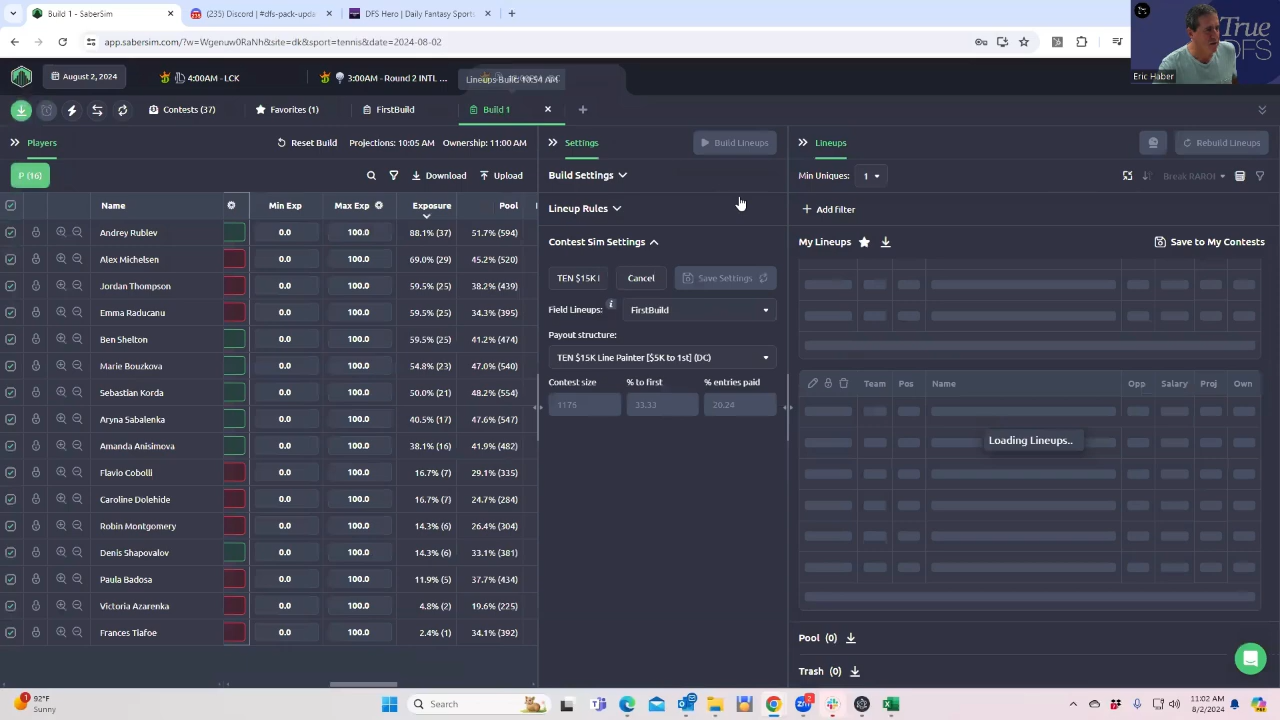 Build 1 - SaberSim
(235) Discord | #dfs-pack-upda
DFS Hero | Daily Fantasy Sports
app.sabersim.com/?w=Wgenuw0RaNh&site=dk&sport=tennis&date=2024-08-02
True
DFS
Eric Haber
August 2, 2024
4:00AM - LCK
3:00AM - Round 2 INTL ...
Contests (37)
Favorites (1)
FirstBuild
Build 1
Players
Reset Build
Projections: 10:05 AM
Ownership: 11:00 AM
Settings
Build Lineups
Lineups
Rebuild Lineups
P (16)
Download
Upload
Build Settings
Min Uniques:
1
Name
Min Exp
Max Exp
Exposure
Pool
Lineup Rules
Add filter
Andrey Rublev 0.0 100.0 88.1% (37) 51.7% (594)
Contest Sim Settings
My Lineups
Save to My Contests
Alex Michelsen 0.0 100.0 69.0% (29) 45.2% (520)
TEN $15K
Cancel
Save Settings
Jordan Thompson 0.0 100.0 59.5% (25) 38.2% (439)
Field Lineups:
FirstBuild
Emma Raducanu 0.0 100.0 59.5% (25) 34.3% (395)
Payout structure:
Ben Shelton 0.0 100.0 59.5% (25) 41.2% (474)
TEN $15K Line Painter [$5K to 1st] (DC)
Marie Bouzkova 0.0 100.0 54.8% (23) 47.0% (540)
Contest size
% to first
% entries paid
Team
Pos
Name
Opp
Salary
Proj
Own
Sebastian Korda 0.0 100.0 50.0% (21) 48.2% (554)
1176
33.33
20.24
Aryna Sabalenka 0.0 100.0 40.5% (17) 47.6% (547)
Loading Lineups..
Amanda Anisimova 0.0 100.0 38.1% (16) 41.9% (482)
Flavio Cobolli 0.0 100.0 16.7% (7) 29.1% (335)
Caroline Dolehide 0.0 100.0 16.7% (7) 24.7% (284)
Robin Montgomery 0.0 100.0 14.3% (6) 26.4% (304)
Denis Shapovalov 0.0 100.0 14.3% (6) 33.1% (381)
Paula Badosa 0.0 100.0 11.9% (5) 37.7% (434)
Victoria Azarenka 0.0 100.0 4.8% (2) 19.6% (225)
Frances Tiafoe 0.0 100.0 2.4% (1) 34.1% (392)
Pool (0)
Trash (0)
92°F
Sunny
Search
11:02 AM
8/2/2024